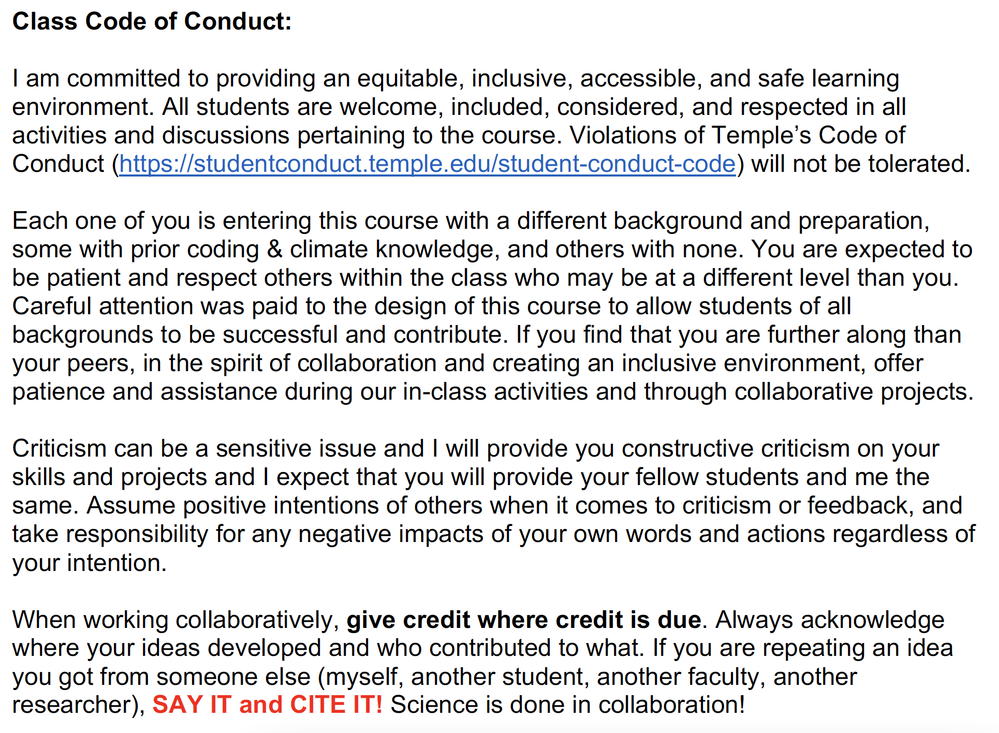 Class Code of Conduct:
I am committed to providing an equitable, inclusive, accessible, and safe learning
environment. All students are welcome, included, considered, and respected in all
activities and discussions pertaining to the course. Violations of Temple’s Code of
Conduct (https://studentconduct.temple.edu/student-conduct-code) will not be tolerated.
Each one of you is entering this course with a different background and preparation,
some with prior coding & climate knowledge, and others with none. You are expected to
be patient and respect others within the class who may be at a different level than you.
Careful attention was paid to the design of this course to allow students of all
backgrounds to be successful and contribute. If you find that you are further along than
your peers, in the spirit of collaboration and creating an inclusive environment, offer
patience and assistance during our in-class activities and through collaborative projects.
Criticism can be a sensitive issue and I will provide you constructive criticism on your
skills and projects and I expect that you will provide your fellow students and me the
same. Assume positive intentions of others when it comes to criticism or feedback, and
take responsibility for any negative impacts of your own words and actions regardless of
your intention.
When working collaboratively, give credit where credit is due. Always acknowledge
where your ideas developed and who contributed to what. If you are repeating an idea
you got from someone else (myself, another student, another faculty, another
researcher), SAY IT and CITE IT! Science is done in collaboration!